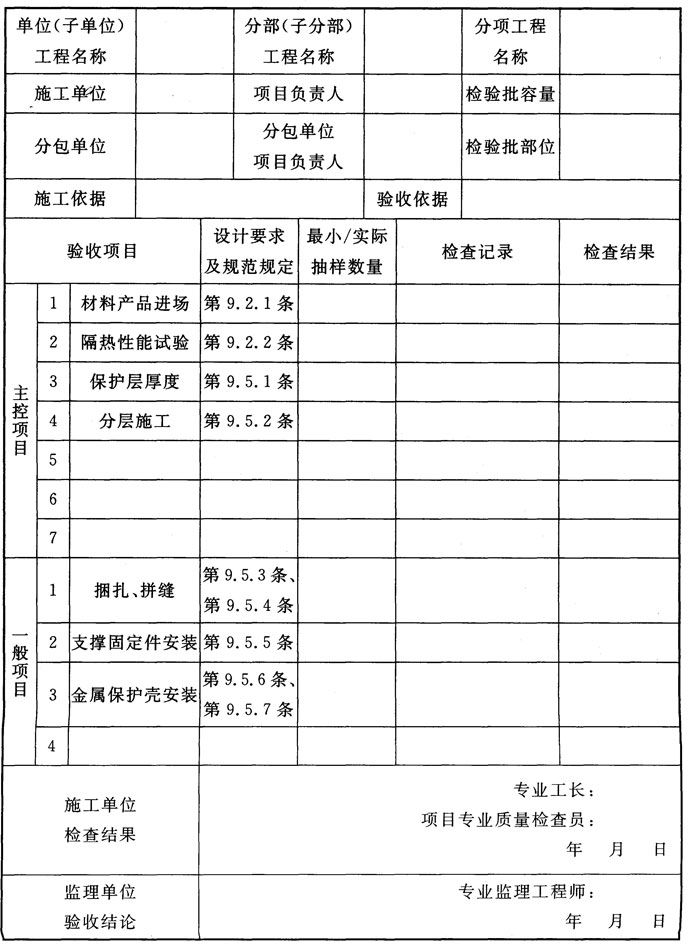 单位(子单位) 分部(子分部) 分项工程
工程名称 工程名称 名称
施工单位 项目负责人 检验批容量
分包单位 分包单位 项目负责人 检验批部位
施工依据 验收依据
验收项目 设计要求及规范规定 最小/实际抽样数量 检查记录 检查结果
主控项目
1 材料产品进场 第9.2.1条
2 隔热性能试验 第9.2.2条
3 保护层厚度 第9.5.1条
4 分层施工 第9.5.2条
5
6
7
一般项目
1 捆扎、拼缝 第9.5.3条、
第9.5.4条
2 支撑固定件安装 第9.5.5条
3 金属保护壳安装 第9.5.6条、
第9.5.7条
4
施工单位
检查结果
专业工长:
项目专业质量检查员:
年 月 日
监理单位
验收结论
专业监理工程师:
年 月 日